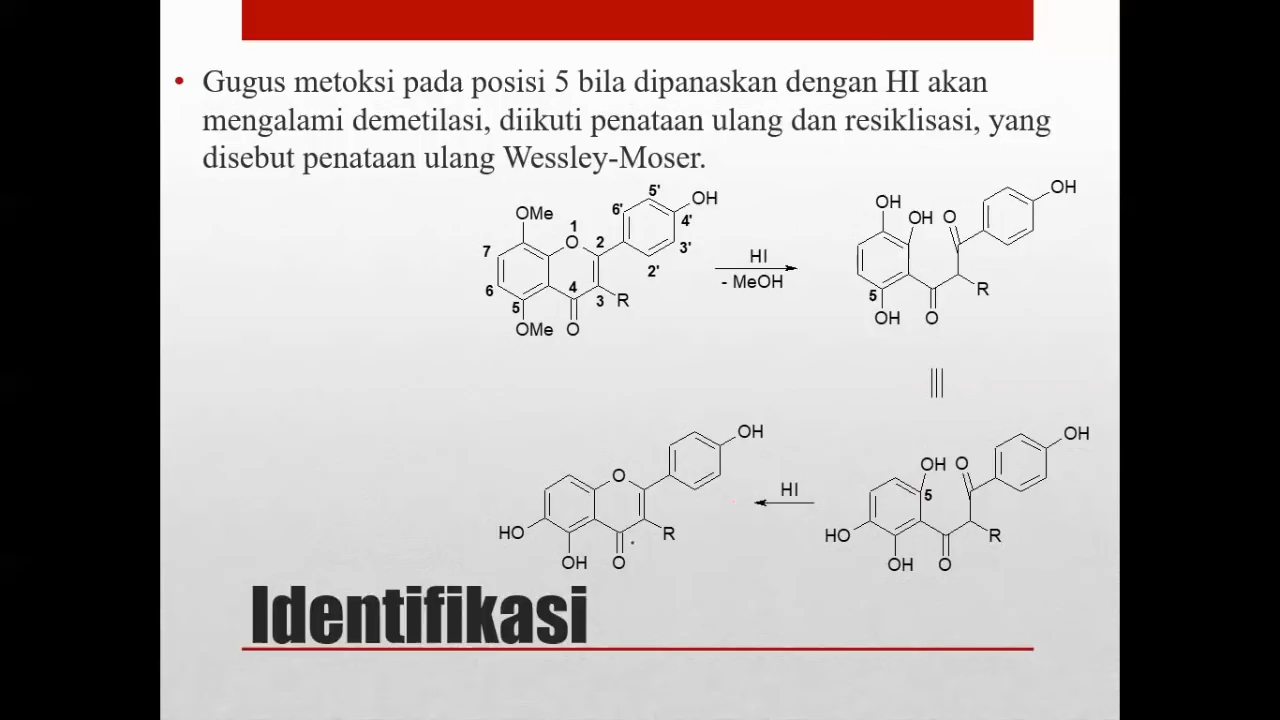 • Gugus metoksi pada posisi 5 bila dipanaskan dengan HI akan
mengalami demetilasi, diikuti penataan ulang dan resiklisasi, yang
disebut penataan ulang Wessley-Moser.
OMe
7
6
5
OMe
O
1
2
3
4
O
R
6'
5'
OH
4'
3'
2'
HI
- MeOH
OH
OH
O
OH
5
OH
O
R
OH
O
OH
5
HO
OH
O
R
HI
OH
O
HO
OH
O
R
Identifikasi